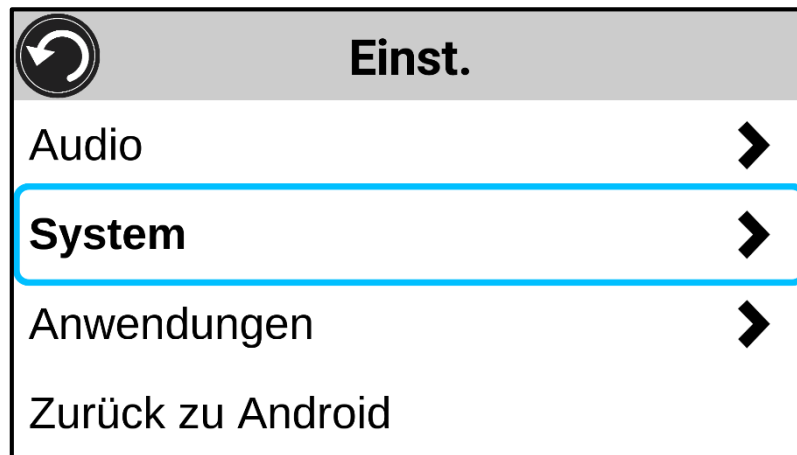 Einst.
Audio
System
Anwendungen
Zurück zu Android